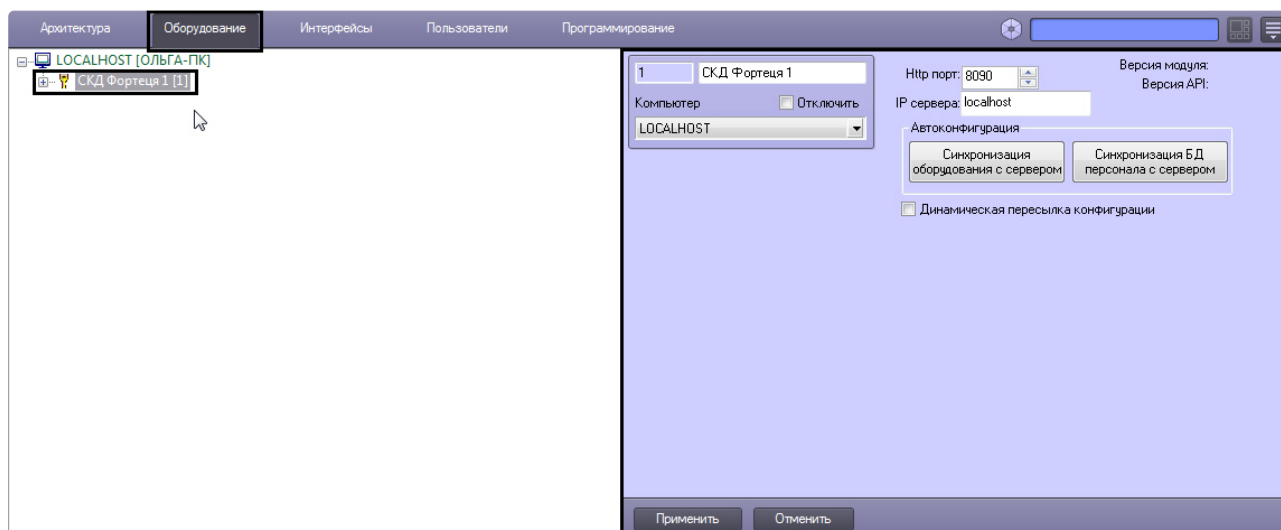 Архитектура Оборудование Интерфейсы Пользователи Программирование
LOCALHOST [ОЛЬГА-ПК]
СКД Фортеця 1 [1]
1 СКД Фортеця 1
Компьютер Отключить
LOCALHOST
Http порт: 8090
IP сервера: localhost
Версия модуля:
Версия API:
Автоконфигурация
Синхронизация
оборудования с сервером
Синхронизация БД
персонала с сервером
Динамическая пересылка конфигурации
Применить Отменить